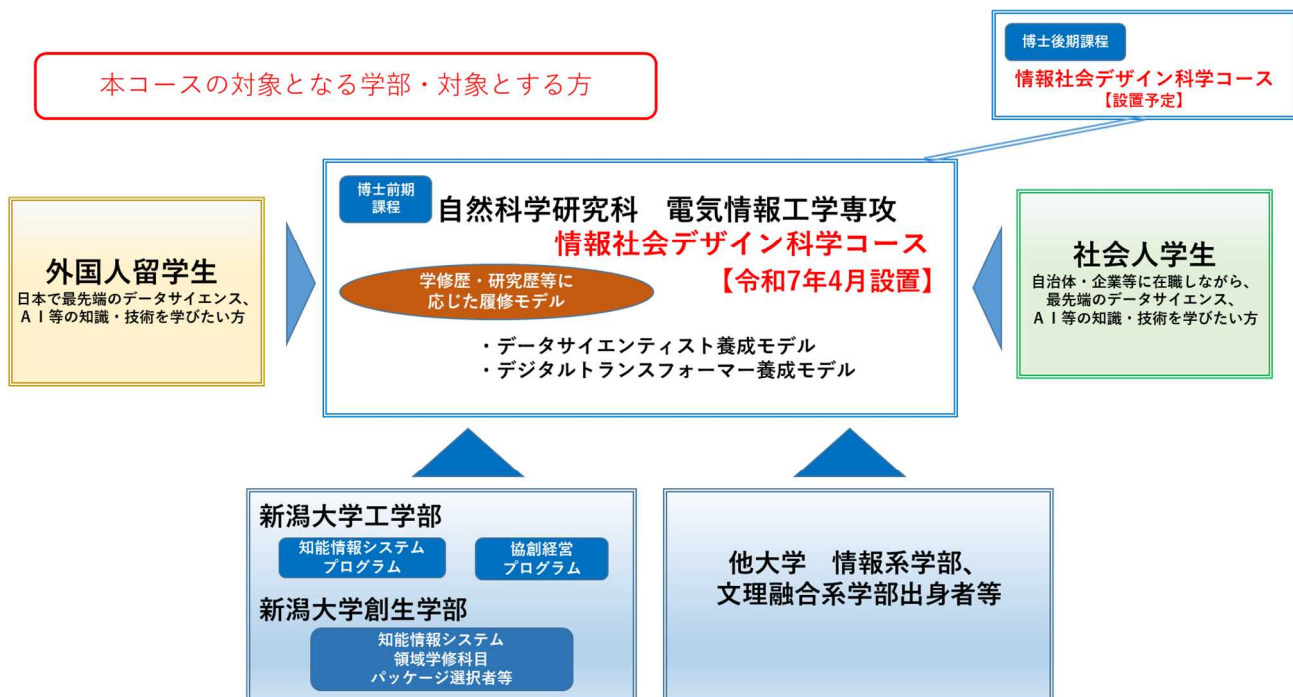 本コースの対象となる学部・対象とする方
博士後期課程
情報社会デザイン科学コース
【設置予定】
博士前期
課程
自然科学研究科　電気情報工学専攻
情報社会デザイン科学コース
【令和7年4月設置】
学修歴・研究歴等に
応じた履修モデル
・データサイエンティスト養成モデル
・デジタルトランスフォーマー養成モデル
外国人留学生
日本で最先端のデータサイエンス、
ＡＩ等の知識・技術を学びたい方
社会人学生
自治体・企業等に在職しながら、
最先端のデータサイエンス、
ＡＩ等の知識・技術を学びたい方
新潟大学工学部
知能情報システム
プログラム
協創経営
プログラム
新潟大学創生学部
知能情報システム
領域学修科目
パッケージ選択者等
他大学　情報系学部、
文理融合系学部出身者等